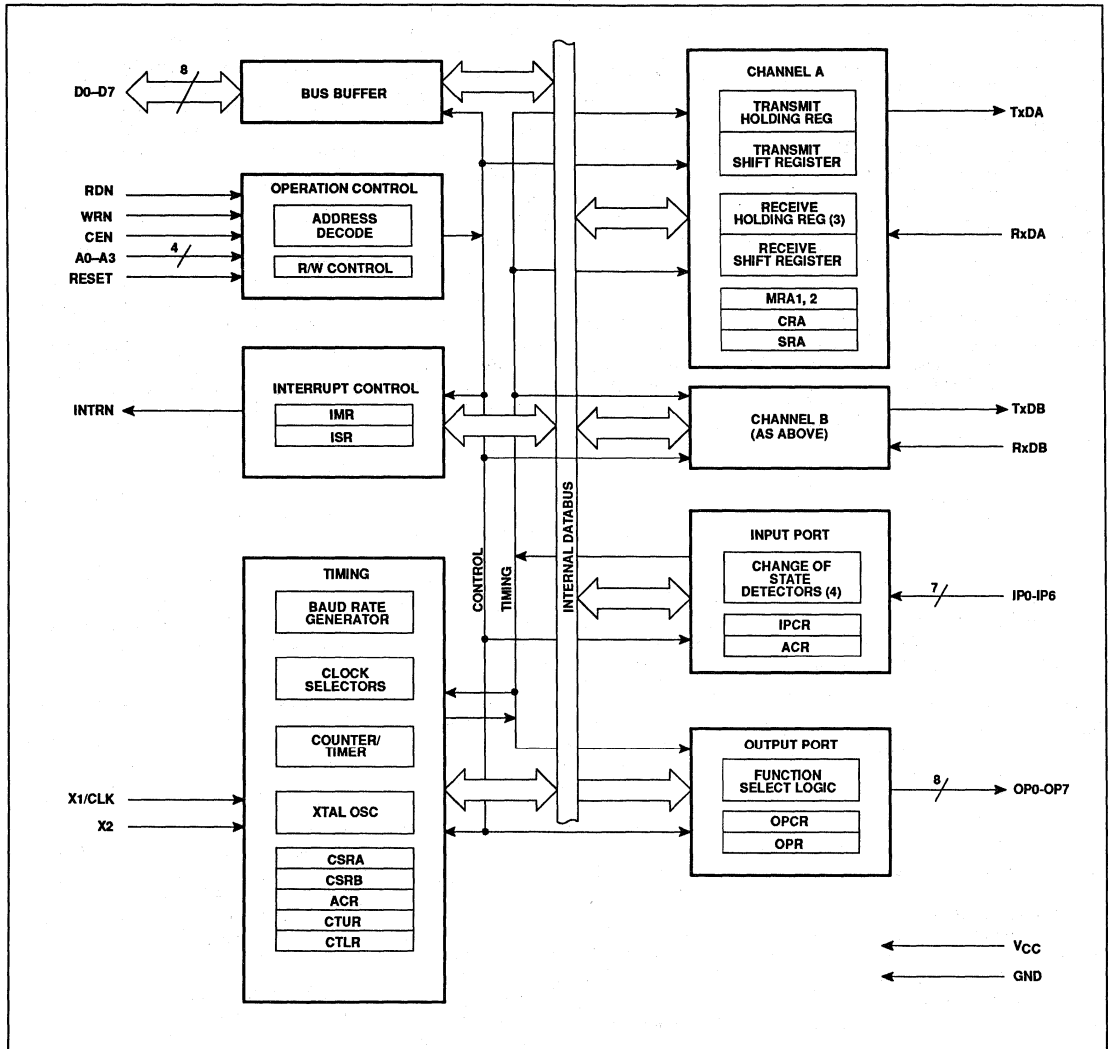 D0–D7
8
BUS BUFFER
RDN
WRN
CEN
A0–A3
4
RESET
OPERATION CONTROL
ADDRESS
DECODE
R/W CONTROL
INTRN
INTERRUPT CONTROL
IMR
ISR
TIMING
BAUD RATE
GENERATOR
CLOCK
SELECTORS
COUNTER/
TIMER
X1/CLK
X2
XTAL OSC
CSRA
CSRB
ACR
CTUR
CTLR
CONTROL
TIMING
INTERNAL DATABUS
CHANNEL A
TRANSMIT
HOLDING REG
TRANSMIT
SHIFT REGISTER
RECEIVE
HOLDING REG (3)
RECEIVE
SHIFT REGISTER
MRA1, 2
CRA
SRA
TxDA
RxDA
CHANNEL B
(AS ABOVE)
TxDB
RxDB
INPUT PORT
CHANGE OF
STATE
DETECTORS (4)
IPCR
ACR
7
IP0-IP6
OUTPUT PORT
FUNCTION
SELECT LOGIC
OPCR
OPR
8
OP0-OP7
VCC
GND